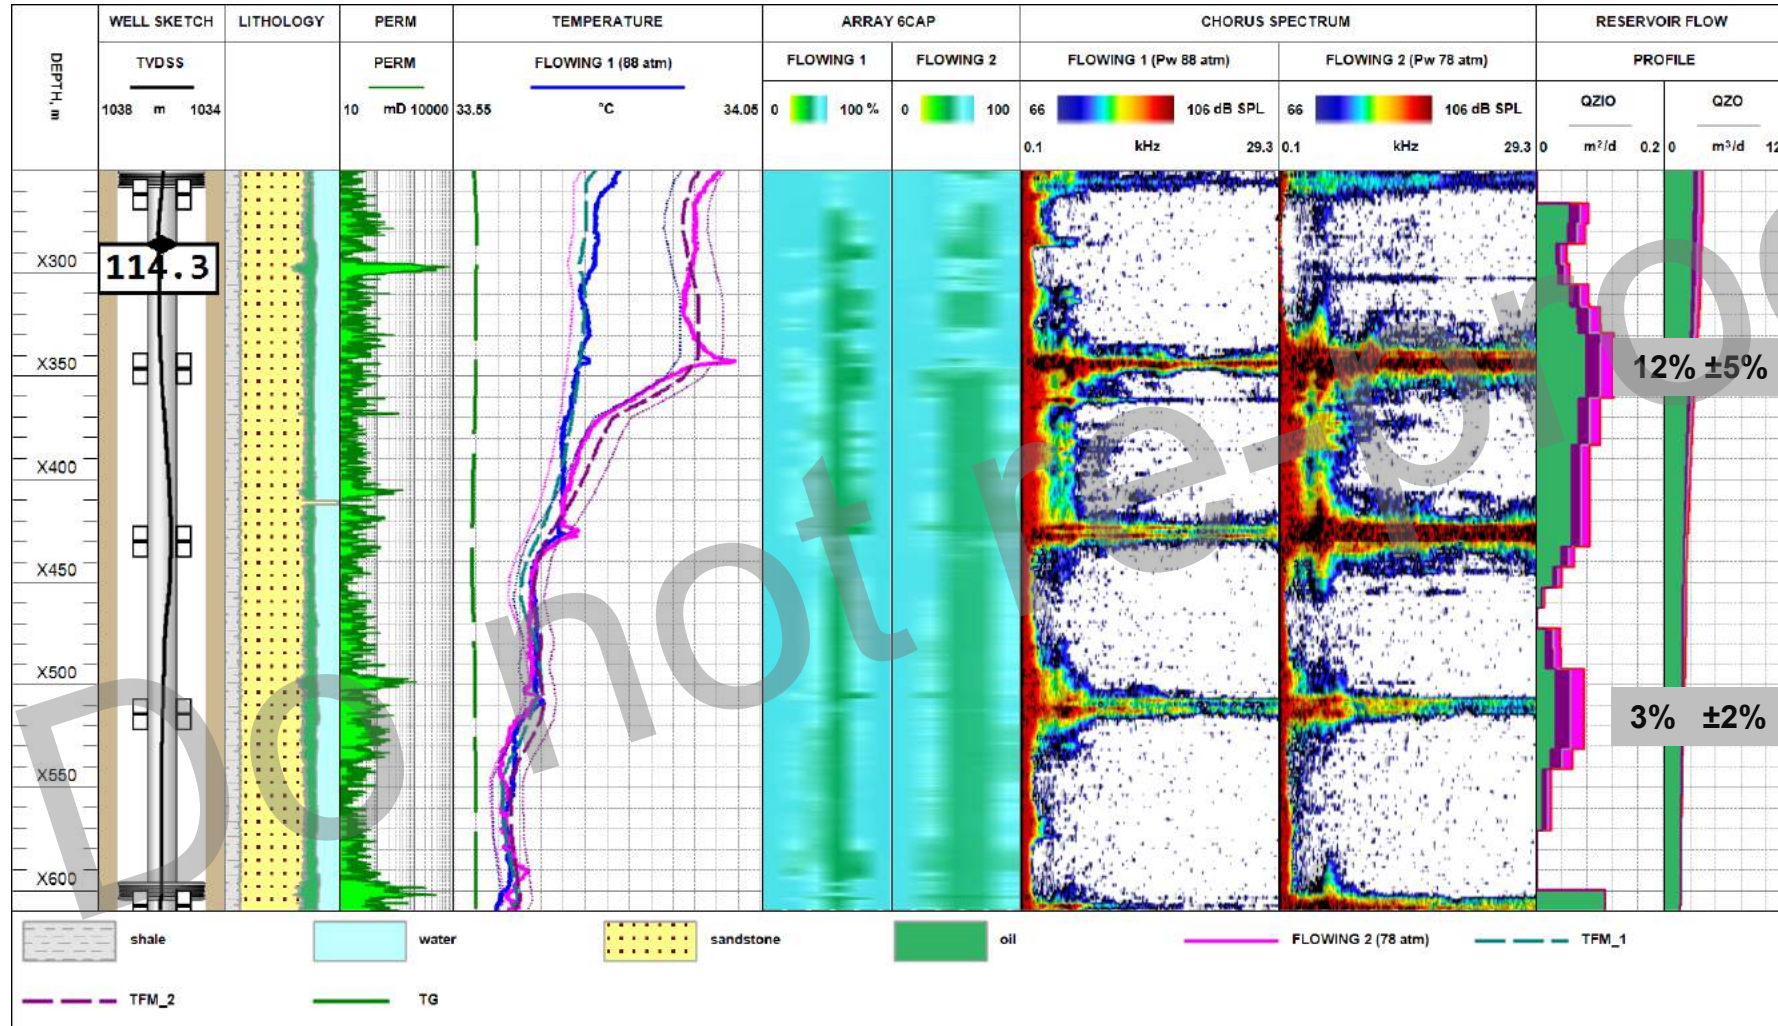 WELL SKETCH LITHOLOGY PERM TEMPERATURE ARRAY 6CAP CHORUS SPECTRUM RESERVOIR FLOW
DEPTH, m
TVDSS PERM FLOWING 1 (88 atm) FLOWING 1 FLOWING 2 FLOWING 1 (Pw 88 atm) FLOWING 2 (Pw 78 atm) PROFILE
QZIO QZO
1038 m 1034 10 mD 10000 33.55 °C 34.05 0 100 % 0 100 66 106 dB SPL 66 106 dB SPL
0.1 kHz 29.3 0.1 kHz 29.3 0 m²/d 0.2 0 m³/d 12
X300
114.3
X350
12% ±5%
X400
X450
X500
3% ±2%
X550
X600
shale water sandstone oil FLOWING 2 (78 atm) TFM_1
TFM_2 TG
Do not re-pro